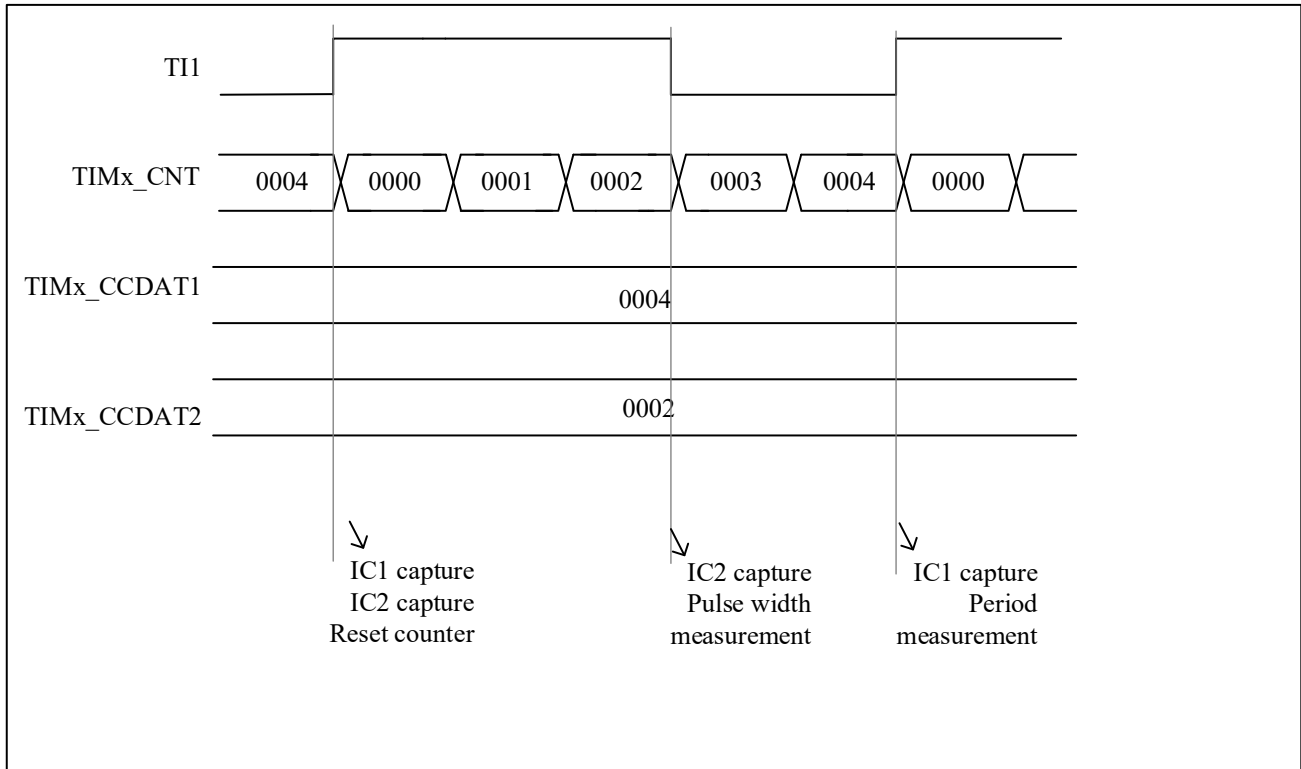 TI1
TIMx_CNT
0004 0000 0001 0002 0003 0004 0000
TIMx_CCDAT1
0004
TIMx_CCDAT2
0002
IC1 capture
IC2 capture
Reset counter
IC2 capture
Pulse width
measurement
IC1 capture
Period
measurement